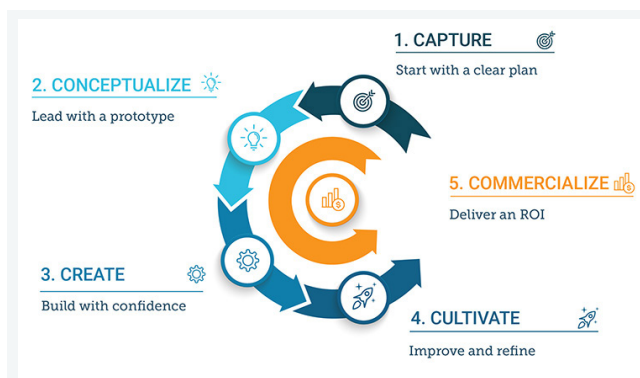 1. CAPTURE
Start with a clear plan
2. CONCEPTUALIZE
Lead with a prototype
3. CREATE
Build with confidence
4. CULTIVATE
Improve and refine
5. COMMERCIALIZE
Deliver an ROI